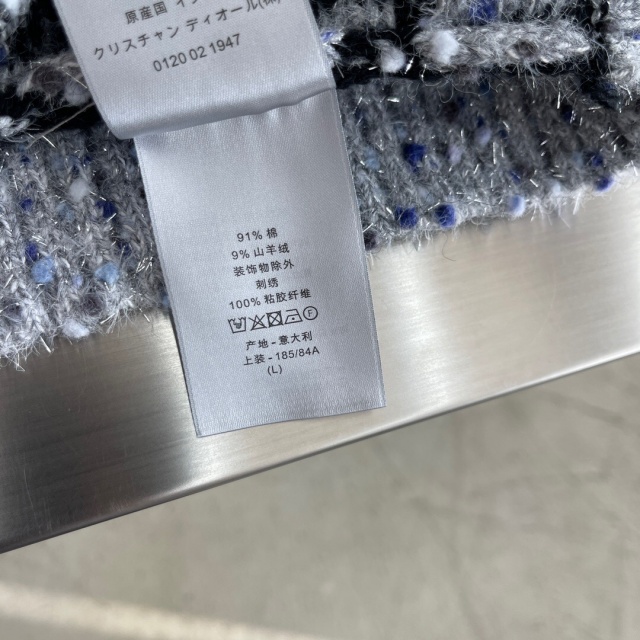 原産国 イ
クリスチャン ディオール(株)
0120 02 1947
91% 棉
9% 山羊绒
装饰物除外
刺绣
100% 粘胶纤维
产地 - 意大利
上装 - 185/84A
(L)